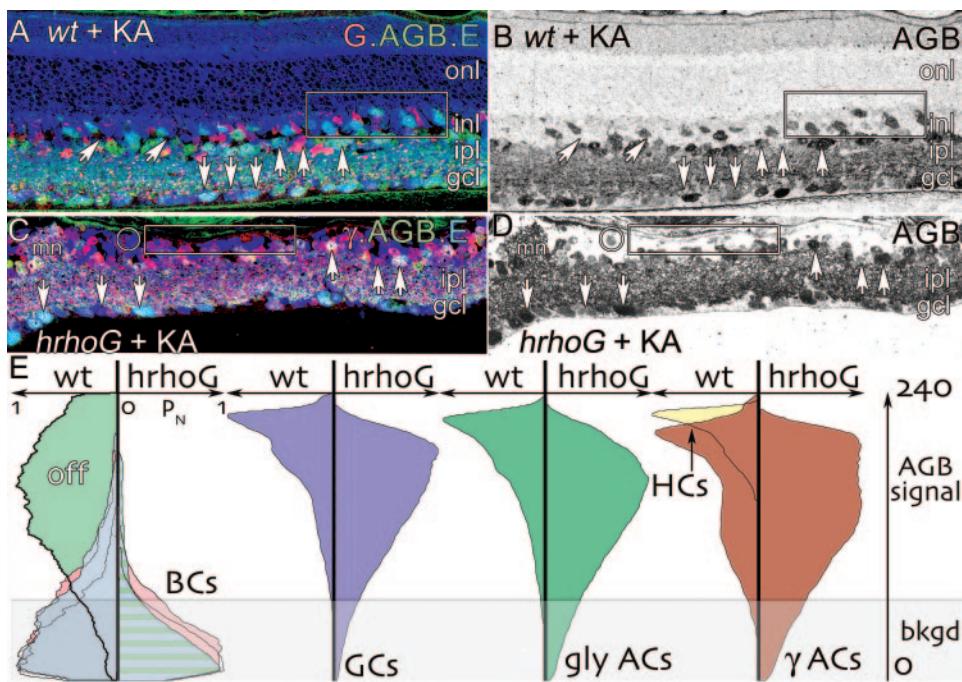 A wt + KA
G.AGB.E
onl
inl
ipl
gcl
B wt + KA
AGB
onl
inl
ipl
gcl
C
γ.AGB.E
mn
ipl
gcl
hrhoG + KA
D
AGB
mn
ipl
gcl
hrhoG + KA
E
wt hrhoG
wt hrhoG
wt hrhoG
wt hrhoG
1 0 PN 1
240
off
HCs
AGB
signal
BCs
GCs
gly ACs
γ ACs
bkgd
0